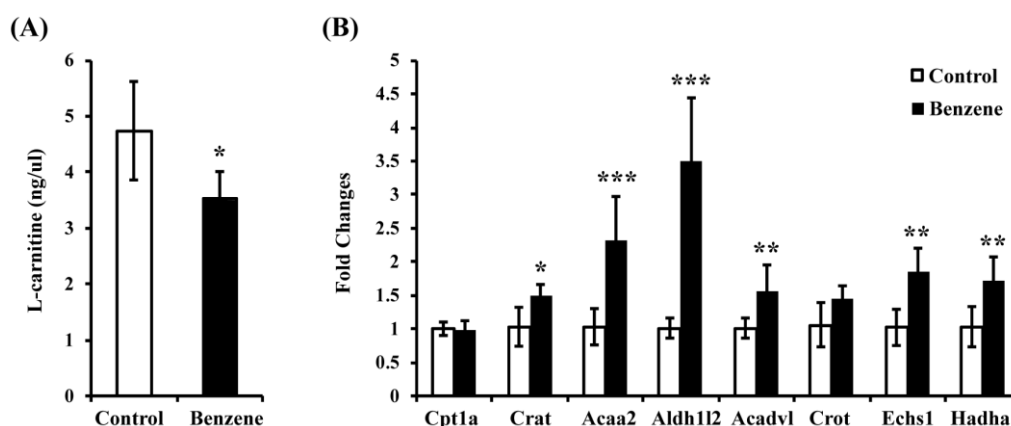 (A)
L-carnitine (ng/ul)
6
5
4
3
2
1
0
*
Control Benzene
(B)
Fold Changes
5
4.5
4
3.5
3
2.5
2
1.5
1
0.5
0
* *** *** ** ** **
Control
Benzene
Cpt1a Crat Acaa2 Aldh1l2 Acadvl Crot Echs1 Hadha